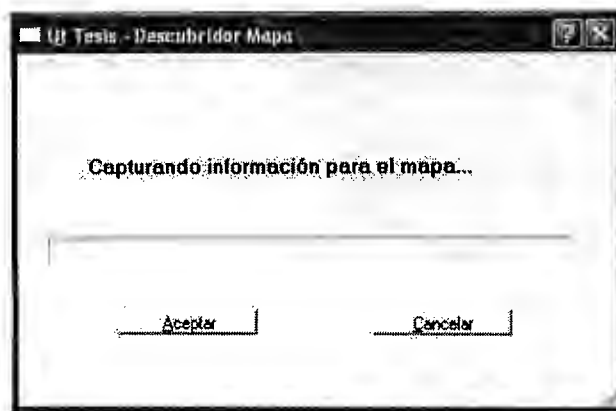 Tesis - Descubridor Mapa
Capturando información para el mapa...
Aceptar
Cancelar